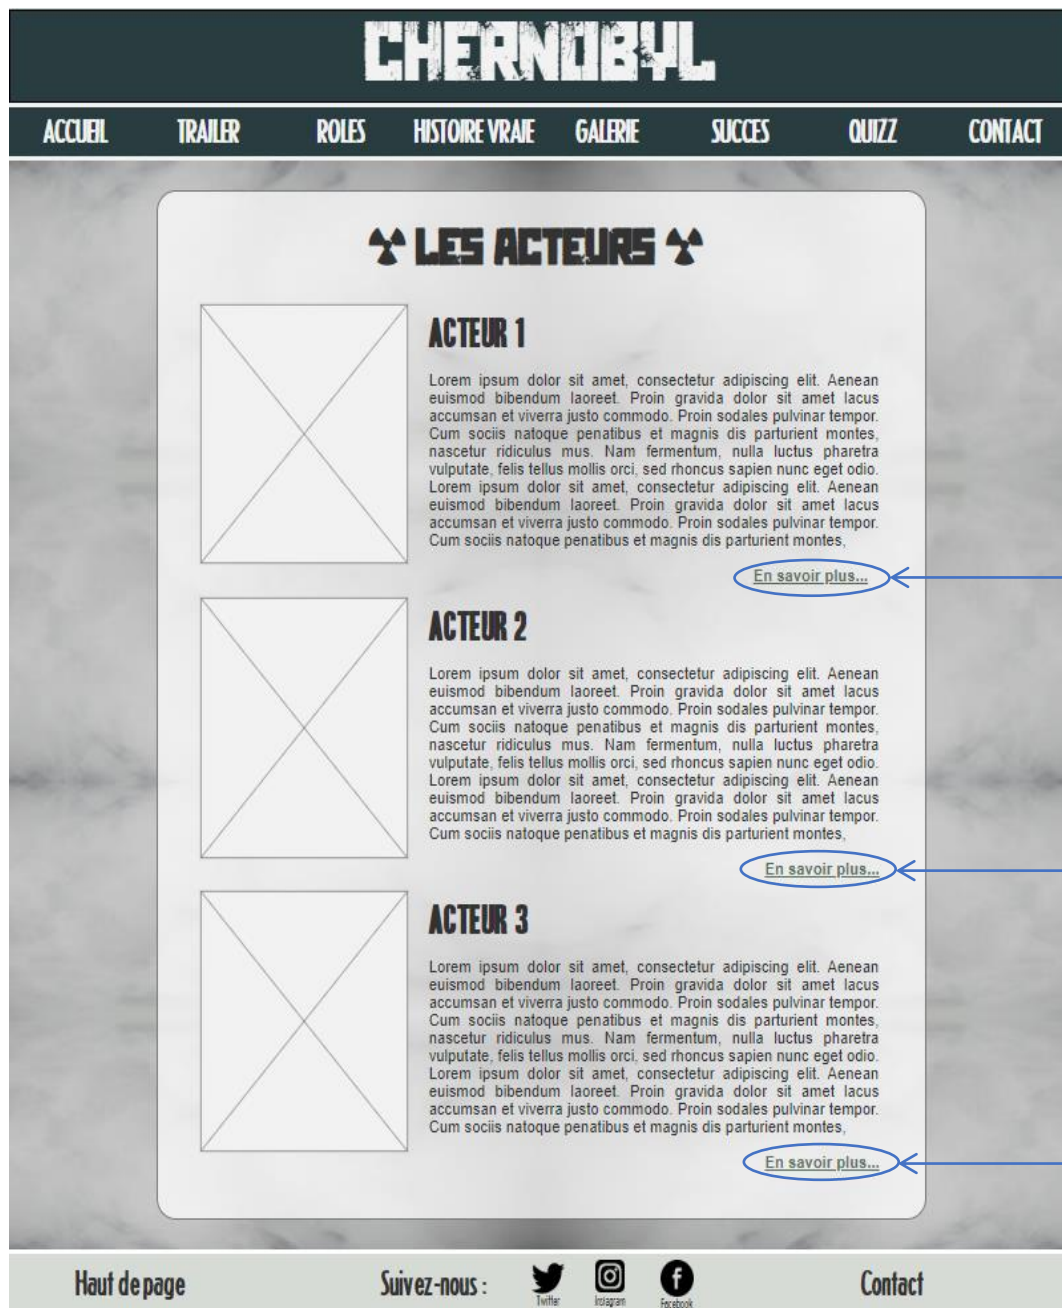 CHERNOBYL
ACCUEIL TRAILER ROLES HISTOIRE VRAIE GALERIE SUCCES QUIZZ CONTACT
LES ACTEURS
ACTEUR 1
Lorem ipsum dolor sit amet, consectetur adipiscing elit. Aenean
euismod bibendum laoreet. Proin gravida dolor sit amet lacus
accumsan et viverra justo commodo. Proin sodales pulvinar tempor.
Cum sociis natoque penatibus et magnis dis parturient montes,
nascetur ridiculus mus. Nam fermentum, nulla luctus pharetra
vulputate, felis tellus mollis orci, sed rhoncus sapien nunc eget odio.
Lorem ipsum dolor sit amet, consectetur adipiscing elit. Aenean
euismod bibendum laoreet. Proin gravida dolor sit amet lacus
accumsan et viverra justo commodo. Proin sodales pulvinar tempor.
Cum sociis natoque penatibus et magnis dis parturient montes,
En savoir plus...
ACTEUR 2
Lorem ipsum dolor sit amet, consectetur adipiscing elit. Aenean
euismod bibendum laoreet. Proin gravida dolor sit amet lacus
accumsan et viverra justo commodo. Proin sodales pulvinar tempor.
Cum sociis natoque penatibus et magnis dis parturient montes,
nascetur ridiculus mus. Nam fermentum, nulla luctus pharetra
vulputate, felis tellus mollis orci, sed rhoncus sapien nunc eget odio.
Lorem ipsum dolor sit amet, consectetur adipiscing elit. Aenean
euismod bibendum laoreet. Proin gravida dolor sit amet lacus
accumsan et viverra justo commodo. Proin sodales pulvinar tempor.
Cum sociis natoque penatibus et magnis dis parturient montes,
En savoir plus...
ACTEUR 3
Lorem ipsum dolor sit amet, consectetur adipiscing elit. Aenean
euismod bibendum laoreet. Proin gravida dolor sit amet lacus
accumsan et viverra justo commodo. Proin sodales pulvinar tempor.
Cum sociis natoque penatibus et magnis dis parturient montes,
nascetur ridiculus mus. Nam fermentum, nulla luctus pharetra
vulputate, felis tellus mollis orci, sed rhoncus sapien nunc eget odio.
Lorem ipsum dolor sit amet, consectetur adipiscing elit. Aenean
euismod bibendum laoreet. Proin gravida dolor sit amet lacus
accumsan et viverra justo commodo. Proin sodales pulvinar tempor.
Cum sociis natoque penatibus et magnis dis parturient montes,
En savoir plus...
Haut de page Suivez-nous : Contact
Twitter Instagram Facebook